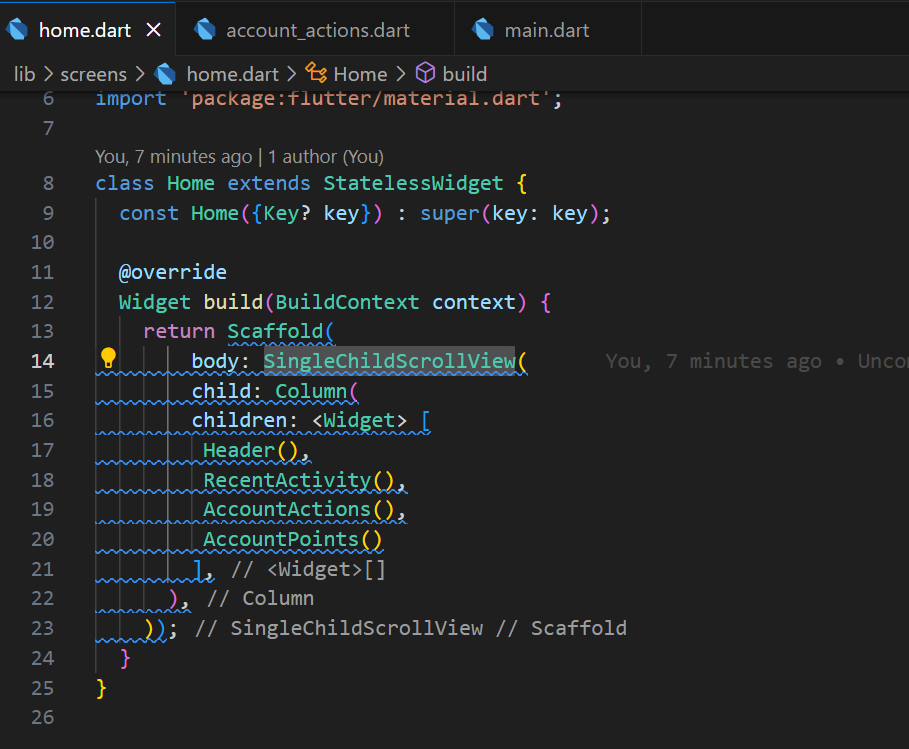 home.dart
account_actions.dart
main.dart
lib > screens > home.dart > Home > build
6 import 'package:flutter/material.dart';
7
You, 7 minutes ago | 1 author (You)
8 class Home extends StatelessWidget {
9 const Home({Key? key}) : super(key: key);
10
11 @override
12 Widget build(BuildContext context) {
13 return Scaffold(
14 body: SingleChildScrollView( You, 7 minutes ago •
15 child: Column(
16 children: <Widget> [
17 Header(),
18 RecentActivity(),
19 AccountActions(),
20 AccountPoints()
21 ], // <Widget>[]
22 ), // Column
23 )); // SingleChildScrollView // Scaffold
24 }
25 }
26